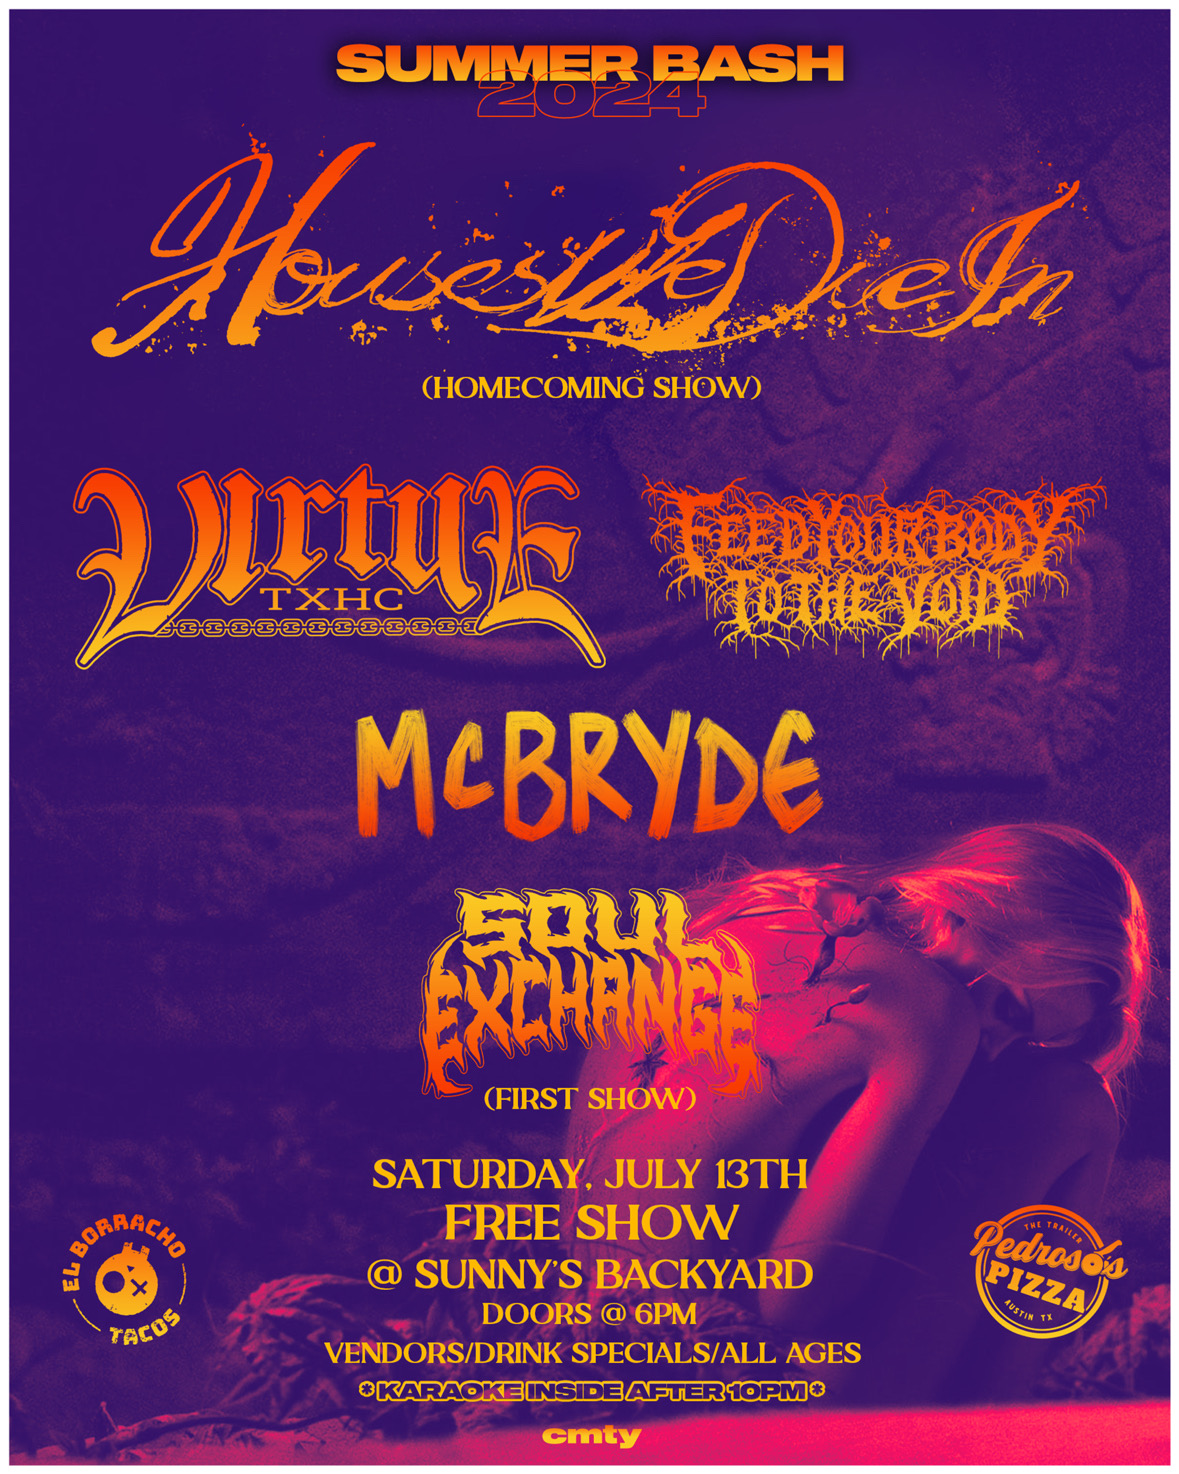 SUMMER BASH
2024
Houses We Die In
(HOMECOMING SHOW)
VIRTUE
TXHC
FEED YOUR BODY
TO THE VOID
McBRYDE
SOUL
EXCHANGE
(FIRST SHOW)
SATURDAY, JULY 13TH
FREE SHOW
@ SUNNY'S BACKYARD
DOORS @ 6PM
VENDORS/DRINK SPECIALS/ALL AGES
*KARAOKE INSIDE AFTER 10PM*
cmty
EL BORRACHO
TACOS
THE TRAILER
Pedroso's
PIZZA
AUSTIN TX